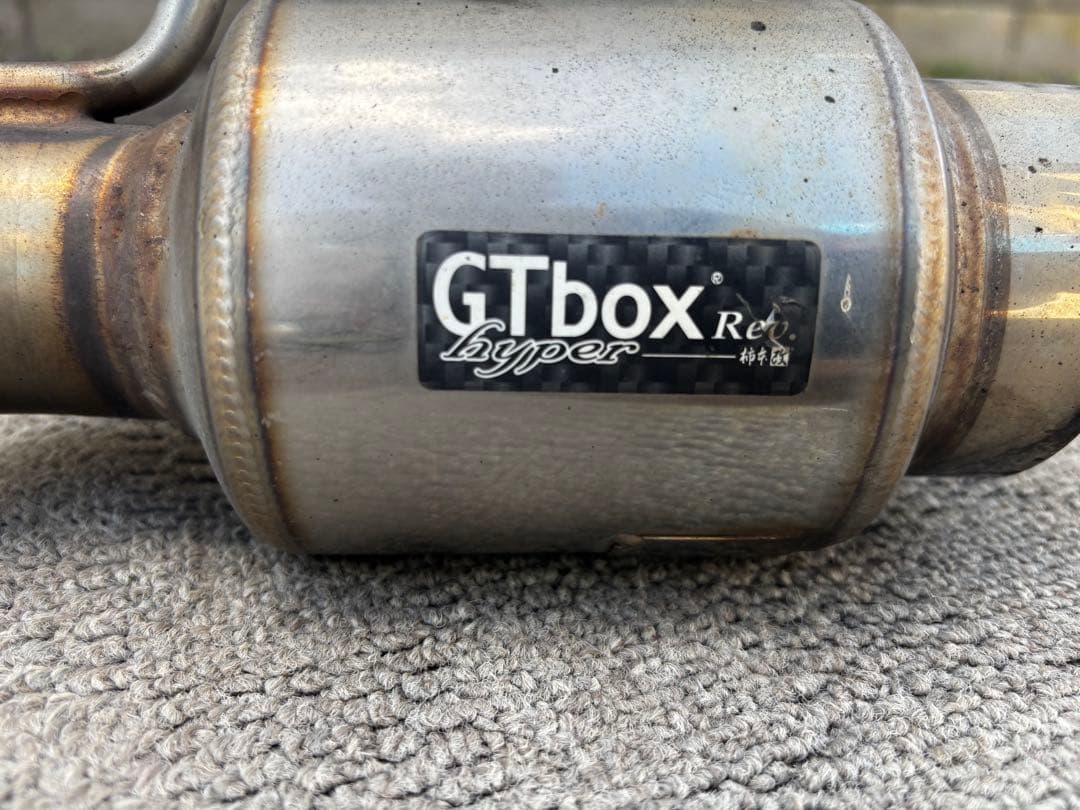 GTbox® Rev.
hyper 柿本改